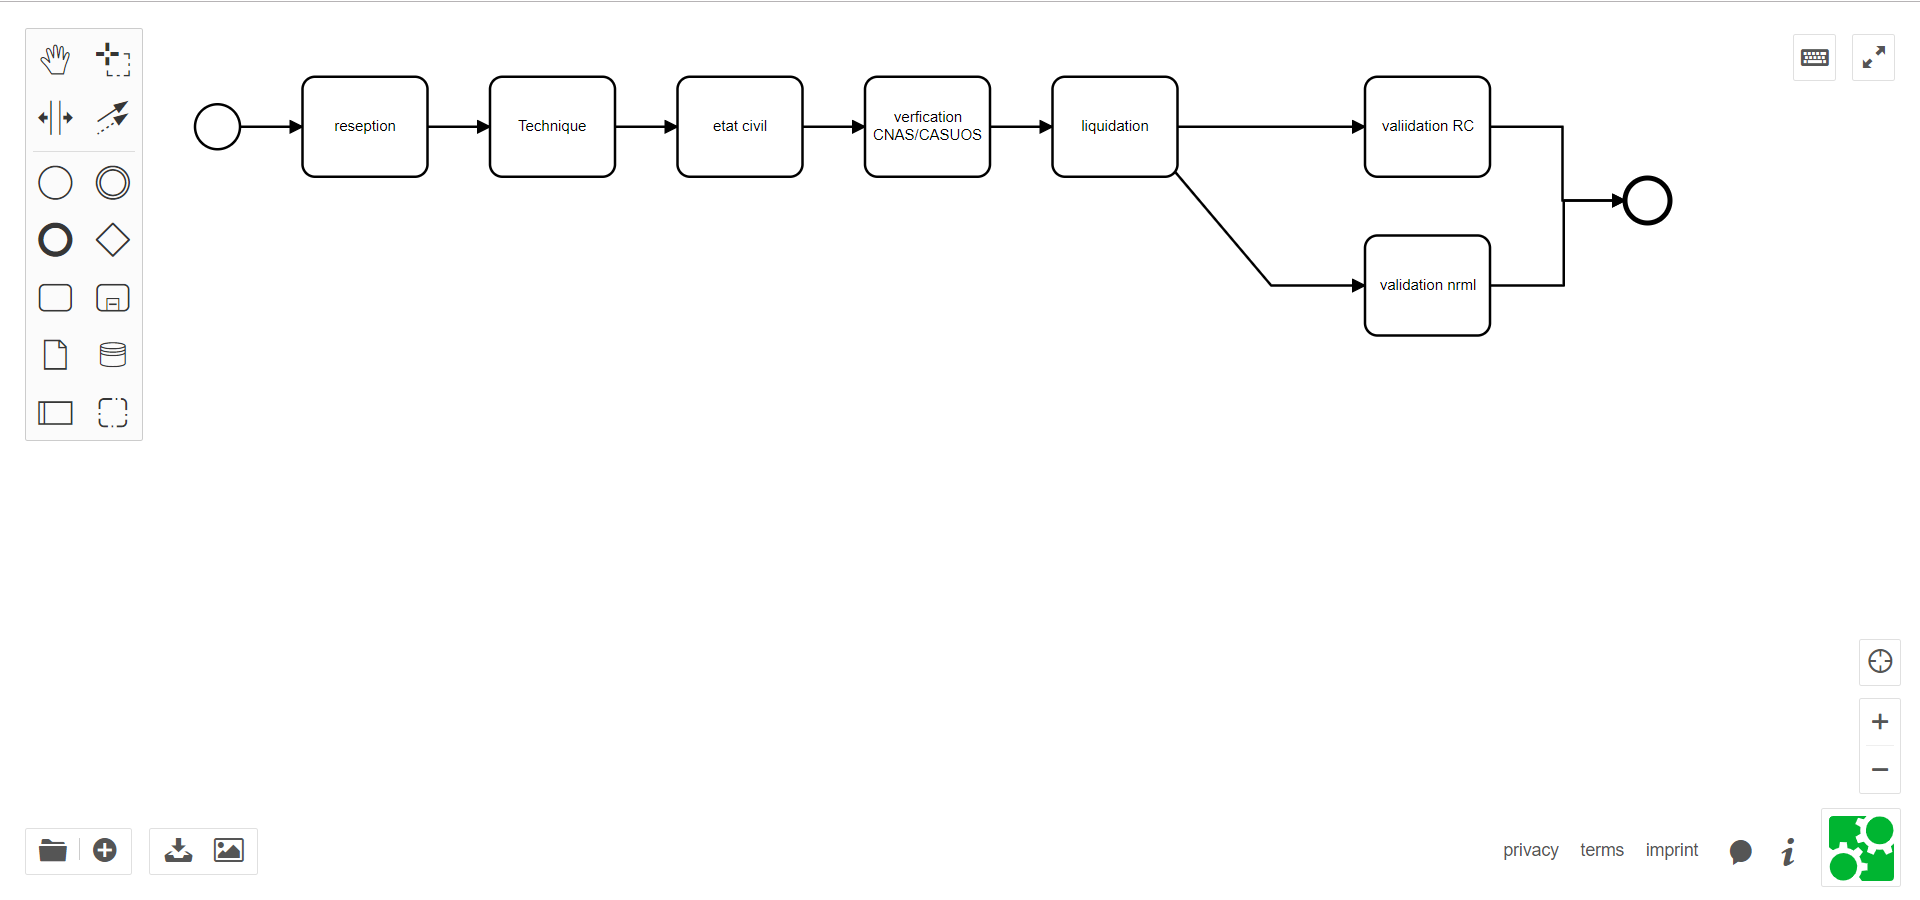 reseption
Technique
etat civil
verfication
CNAS/CASUOS
liquidation
valiidation RC
validation nrml
privacy terms imprint